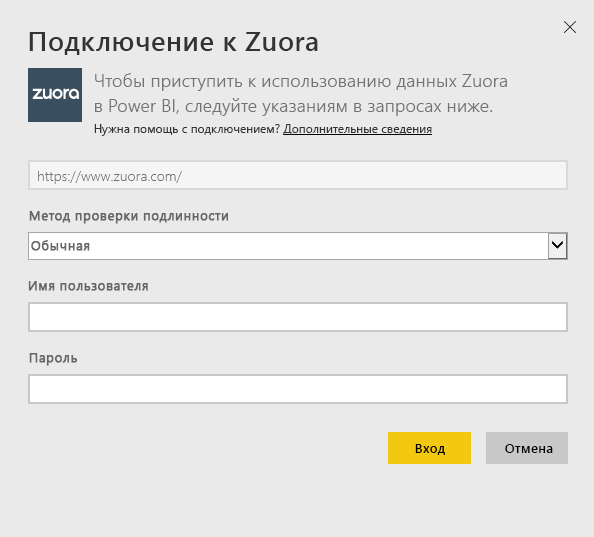 Подключение к Zuora
zuora
Чтобы приступить к использованию данных Zuora
в Power BI, следуйте указаниям в запросах ниже.
Нужна помощь с подключением? Дополнительные сведения
https://www.zuora.com/
Метод проверки подлинности
Обычная
Имя пользователя
Пароль
Вход
Отмена